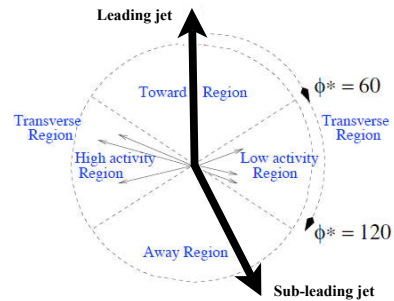 Leading jet
Toward Region
ϕ* = 60
Transverse
Region
Transverse
Region
High activity
Region
Low activity
Region
ϕ* = 120
Away Region
Sub-leading jet